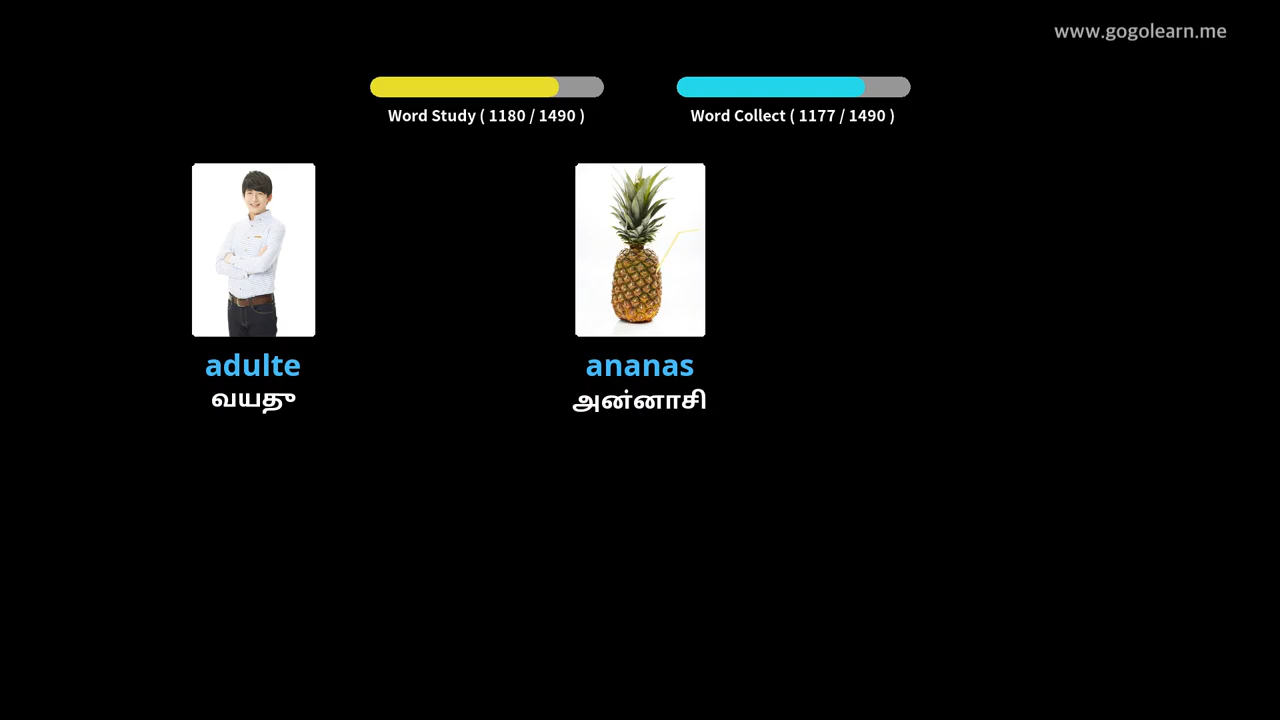 www.gogolearn.me
Word Study ( 1180 / 1490 )
Word Collect ( 1177 / 1490 )
adulte
வயது
ananas
அன்னாசி